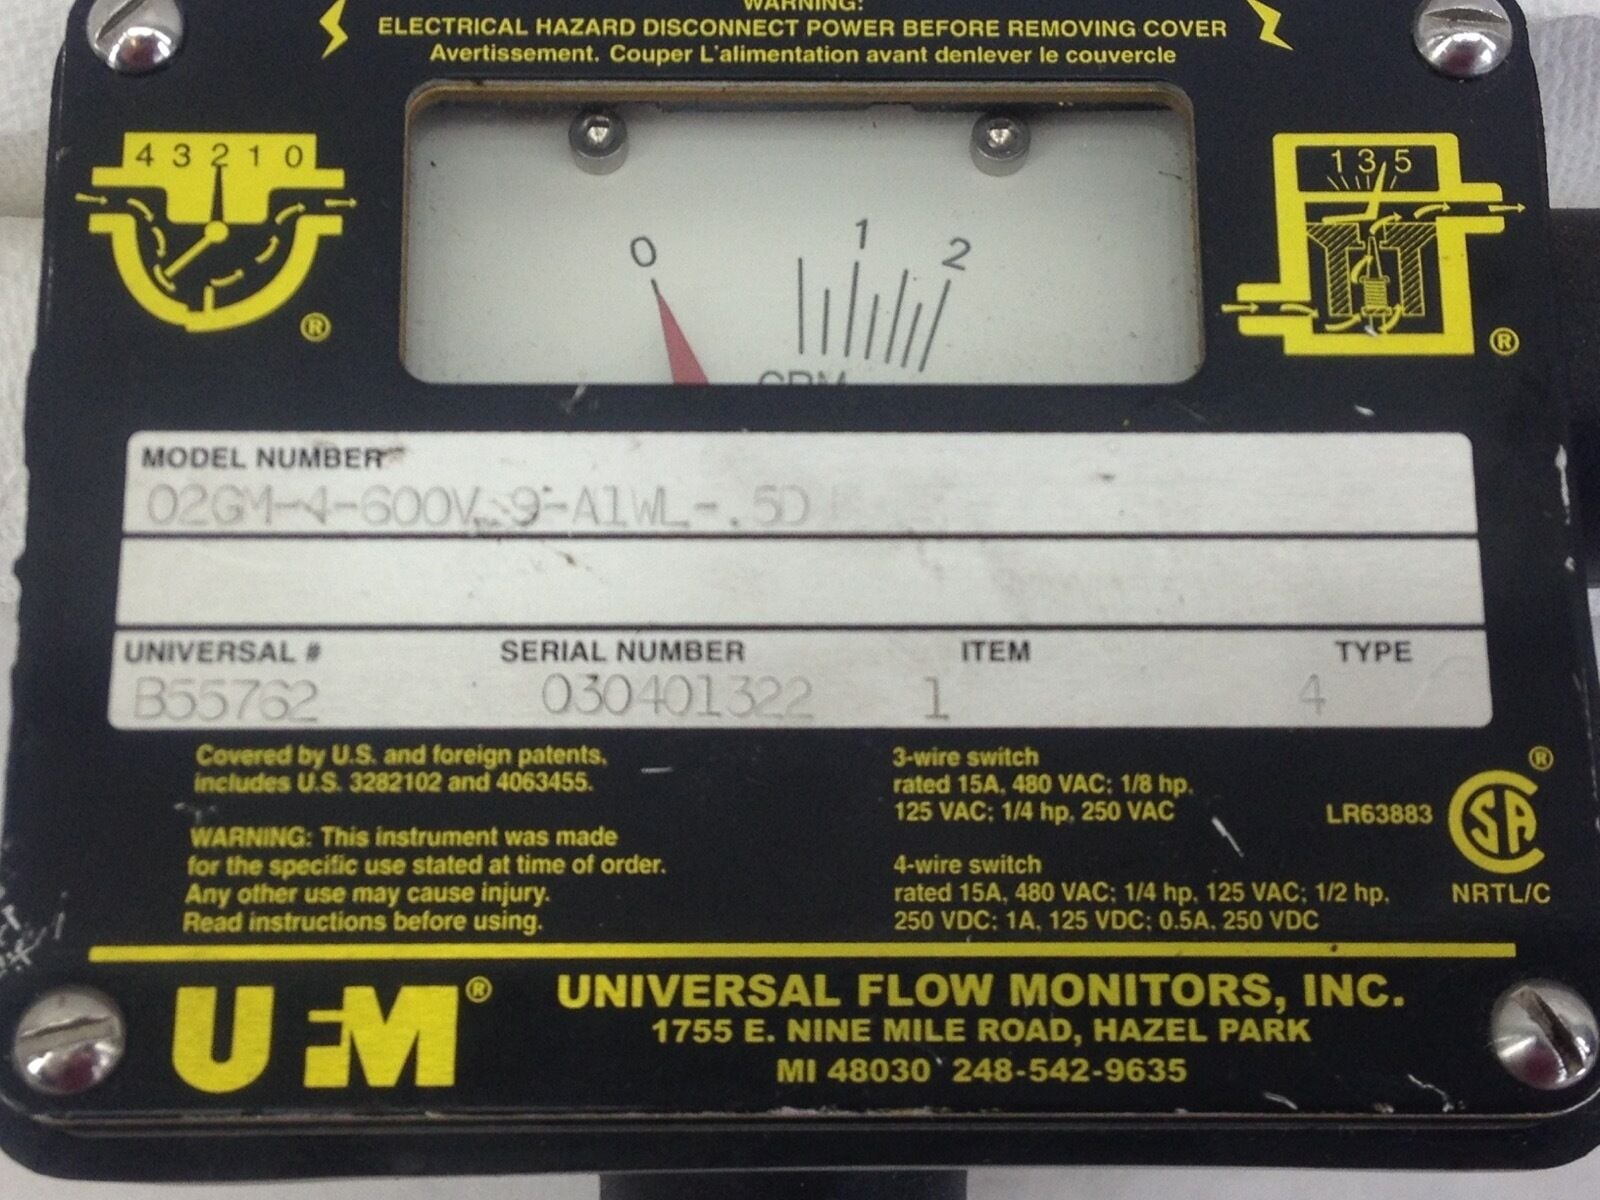 WARNING:
ELECTRICAL HAZARD DISCONNECT POWER BEFORE REMOVING COVER
Avertissement. Couper L'alimentation avant denlever le couvercle
4 3 2 1 0
1 3 5
0 1 2
GPM
®
®
MODEL NUMBER
02GM-4-600V 9-A1WL-.5D
UNIVERSAL # SERIAL NUMBER ITEM TYPE
B55762 030401322 1 4
Covered by U.S. and foreign patents,
includes U.S. 3282102 and 4063455.
WARNING: This instrument was made
for the specific use stated at time of order.
Any other use may cause injury.
Read instructions before using.
3-wire switch
rated 15A, 480 VAC; 1/8 hp,
125 VAC; 1/4 hp, 250 VAC
4-wire switch
rated 15A, 480 VAC; 1/4 hp, 125 VAC; 1/2 hp,
250 VDC; 1A, 125 VDC; 0.5A, 250 VDC
LR63883
CSA ®
NRTL/C
UFM®
UNIVERSAL FLOW MONITORS, INC.
1755 E. NINE MILE ROAD, HAZEL PARK
MI 48030 248-542-9635